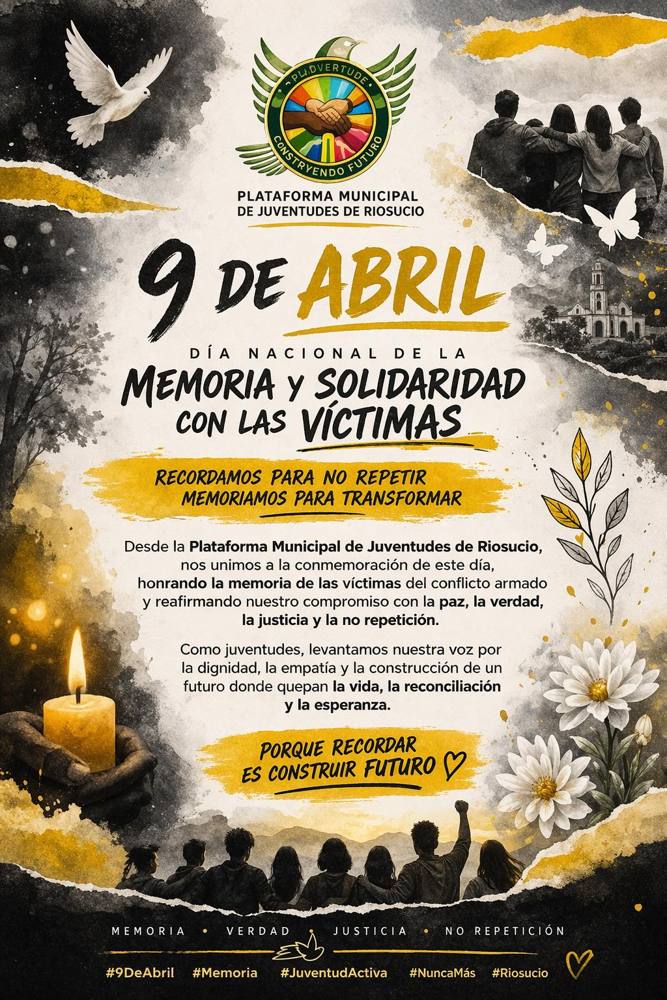 PLJDVERTUDE
CONSTRYENDO FUTURO
PLATAFORMA MUNICIPAL
DE JUVENTUDES DE RIOSUCIO
9 DE ABRIL
DÍA NACIONAL DE LA
MEMORIA Y SOLIDARIDAD
CON LAS VÍCTIMAS
RECORDAMOS PARA NO REPETIR
MEMORIAMOS PARA TRANSFORMAR
Desde la Plataforma Municipal de Juventudes de Riosucio,
nos unimos a la conmemoración de este día,
honrando la memoria de las víctimas del conflicto armado
y reafirmando nuestro compromiso con la paz, la verdad,
la justicia y la no repetición.
Como juventudes, levantamos nuestra voz por
la dignidad, la empatía y la construcción de un
futuro donde quepan la vida, la reconciliación
y la esperanza.
PORQUE RECORDAR
ES CONSTRUIR FUTURO
MEMORIA • VERDAD • JUSTICIA • NO REPETICIÓN
#9DeAbril #Memoria #JuventudActiva #NuncaMás #Riosucio